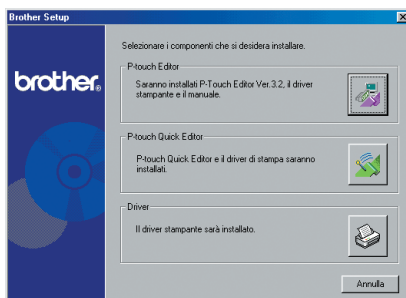 Brother Setup
Selezionare i componenti che si desidera installare.
brother.
P-touch Editor
Saranno installati P-Touch Editor Ver.3.2, il driver
stampante e il manuale.
P-touch Quick Editor
P-touch Quick Editor e il driver di stampa saranno
installati.
Driver
Il driver stampante sarà installato.
Annulla